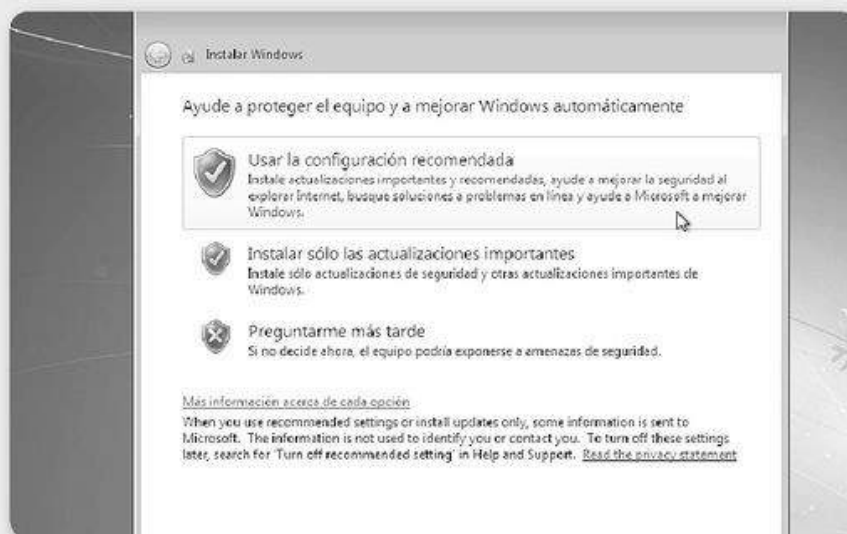 Instalar Windows
Ayude a proteger el equipo y a mejorar Windows automáticamente
Usar la configuración recomendada
Instale actualizaciones importantes y recomendadas, ayude a mejorar la seguridad al
explorar Internet, busque soluciones a problemas en línea y ayude a Microsoft a mejorar
Windows.
Instalar sólo las actualizaciones importantes
Instale sólo actualizaciones de seguridad y otras actualizaciones importantes de
Windows.
Preguntarme más tarde
Si no decide ahora, el equipo podría exponerse a amenazas de seguridad.
Más información acerca de cada opción
When you use recommended settings or install updates only, some information is sent to
Microsoft. The information is not used to identify you or contact you. To turn off these settings
later, search for 'Turn off recommended setting' in Help and Support. Read the privacy statement